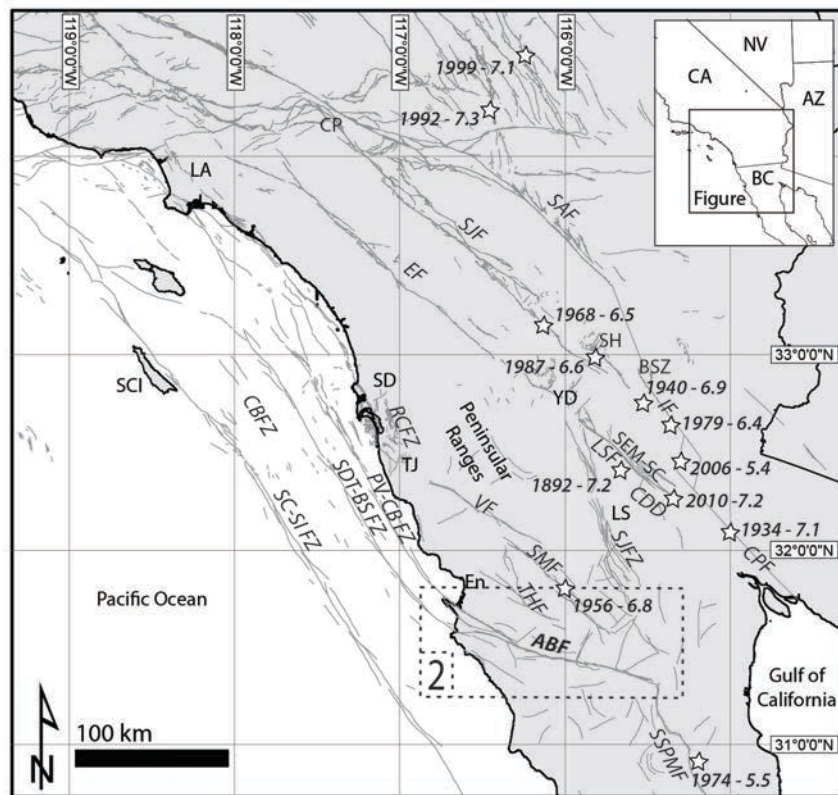 119°0'0"W
118°0'0"W
117°0'0"W
116°0'0"W
NV
CA
AZ
BC
Figure
1999 - 7.1
1992 - 7.3
CP
LA
SAF
SJF
EF
1968 - 6.5
SH
33°0'0"N
1987 - 6.6
BSZ
SCI
SD
YD
1940 - 6.9
IF
CBFZ
RCFZ
Peninsular
Ranges
1979 - 6.4
TJ
SEM-SC
LSF
2006 - 5.4
1892 - 7.2
CDD
2010 - 7.2
PV-CB FZ
SDT-BS FZ
SC-SI FZ
VF
LS
1934 - 7.1
SJFZ
32°0'0"N
CPF
SMF
En
THF
1956 - 6.8
Pacific Ocean
ABF
2
Gulf of
California
100 km
31°0'0"N
SSPMF
N
1974 - 5.5